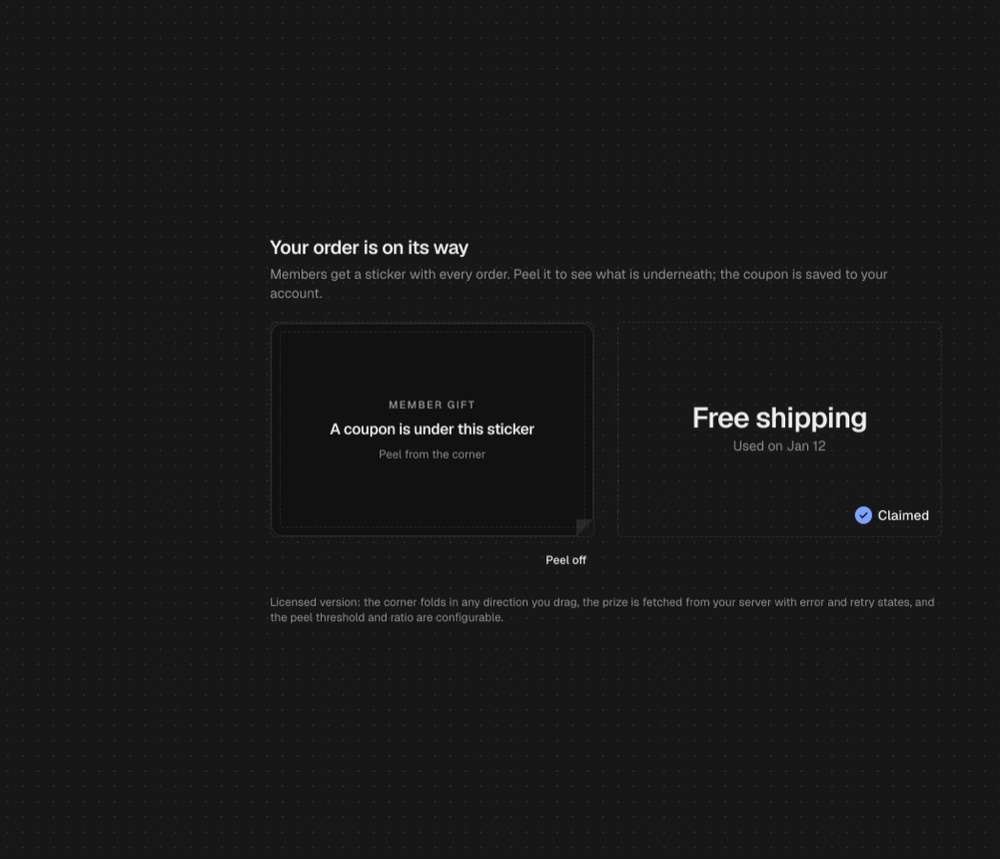 Your order is on its way
Members get a sticker with every order. Peel it to see what is underneath; the coupon is saved to your
account.
MEMBER GIFT
A coupon is under this sticker
Peel from the corner
Free shipping
Used on Jan 12
Claimed
Peel off
Licensed version: the corner folds in any direction you drag, the prize is fetched from your server with error and retry states, and
the peel threshold and ratio are configurable.